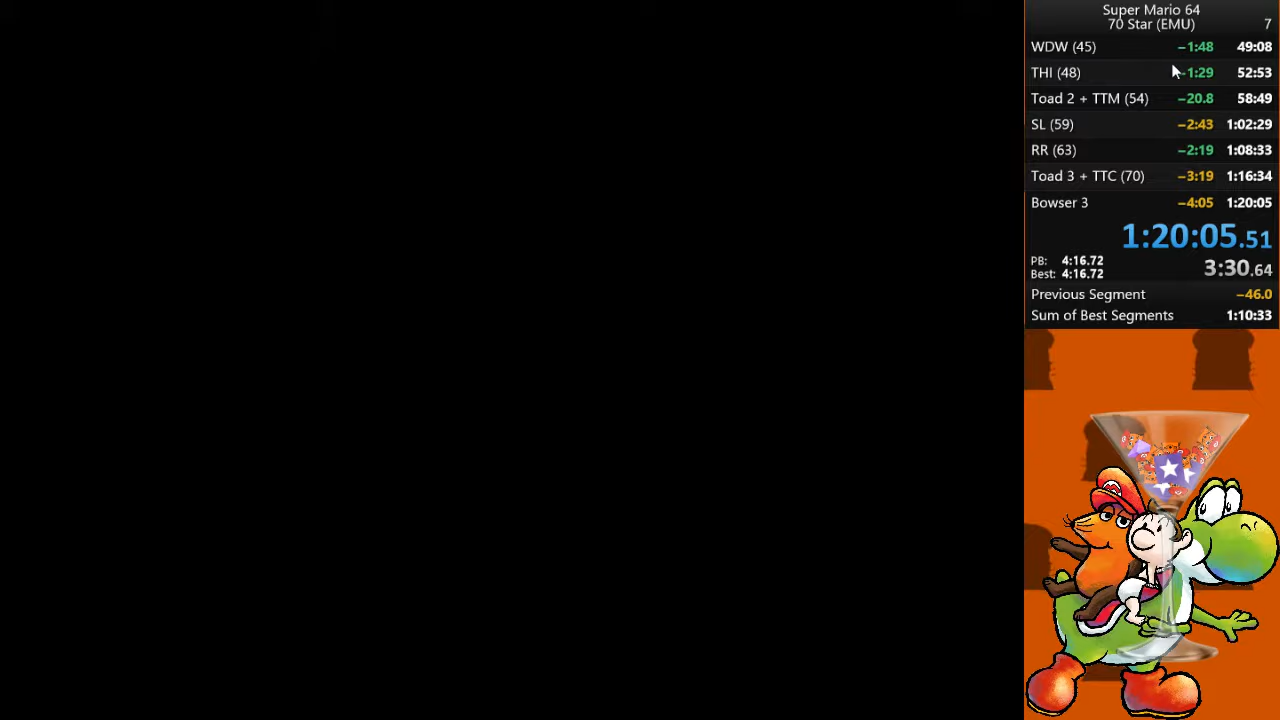 Super Mario 64
70 Star (EMU) 7
WDW (45) −1:48 49:08
THI (48) -1:29 52:53
Toad 2 + TTM (54) −20.8 58:49
SL (59) −2:43 1:02:29
RR (63) −2:19 1:08:33
Toad 3 + TTC (70) −3:19 1:16:34
Bowser 3 −4:05 1:20:05
1:20:05.51
PB: 4:16.72
Best: 4:16.72
3:30.64
Previous Segment −46.0
Sum of Best Segments 1:10:33